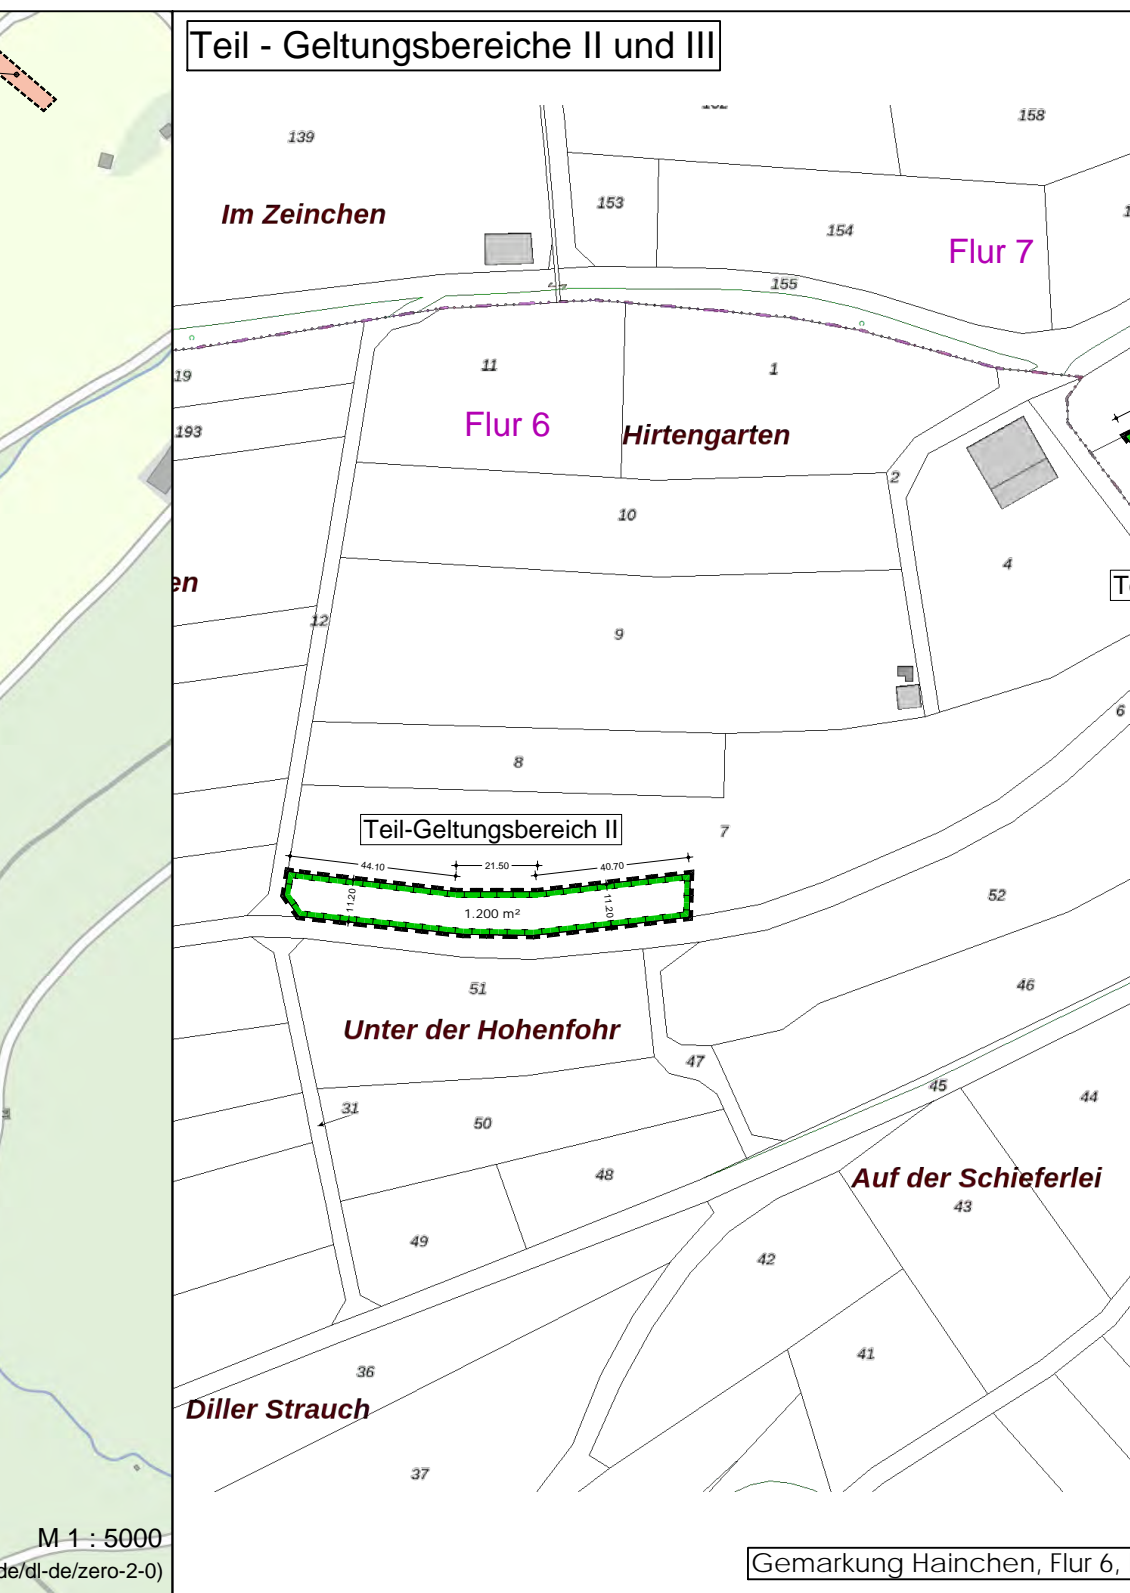 Teil - Geltungsbereiche II und III
158
139
153
Im Zeinchen
154
Flur 7
155
11
1
19
Flur 6
193
Hirtengarten
2
10
4
en
12
9
6
8
Teil-Geltungsbereich II
7
44.10
21.50
40.70
11.20
1.200 m²
11.20
52
51
46
Unter der Hohenfohr
47
45
44
31
50
48
Auf der Schieferlei
43
49
42
41
36
Diller Strauch
37
M 1 : 5000
de/dl-de/zero-2-0)
Gemarkung Hainchen, Flur 6,